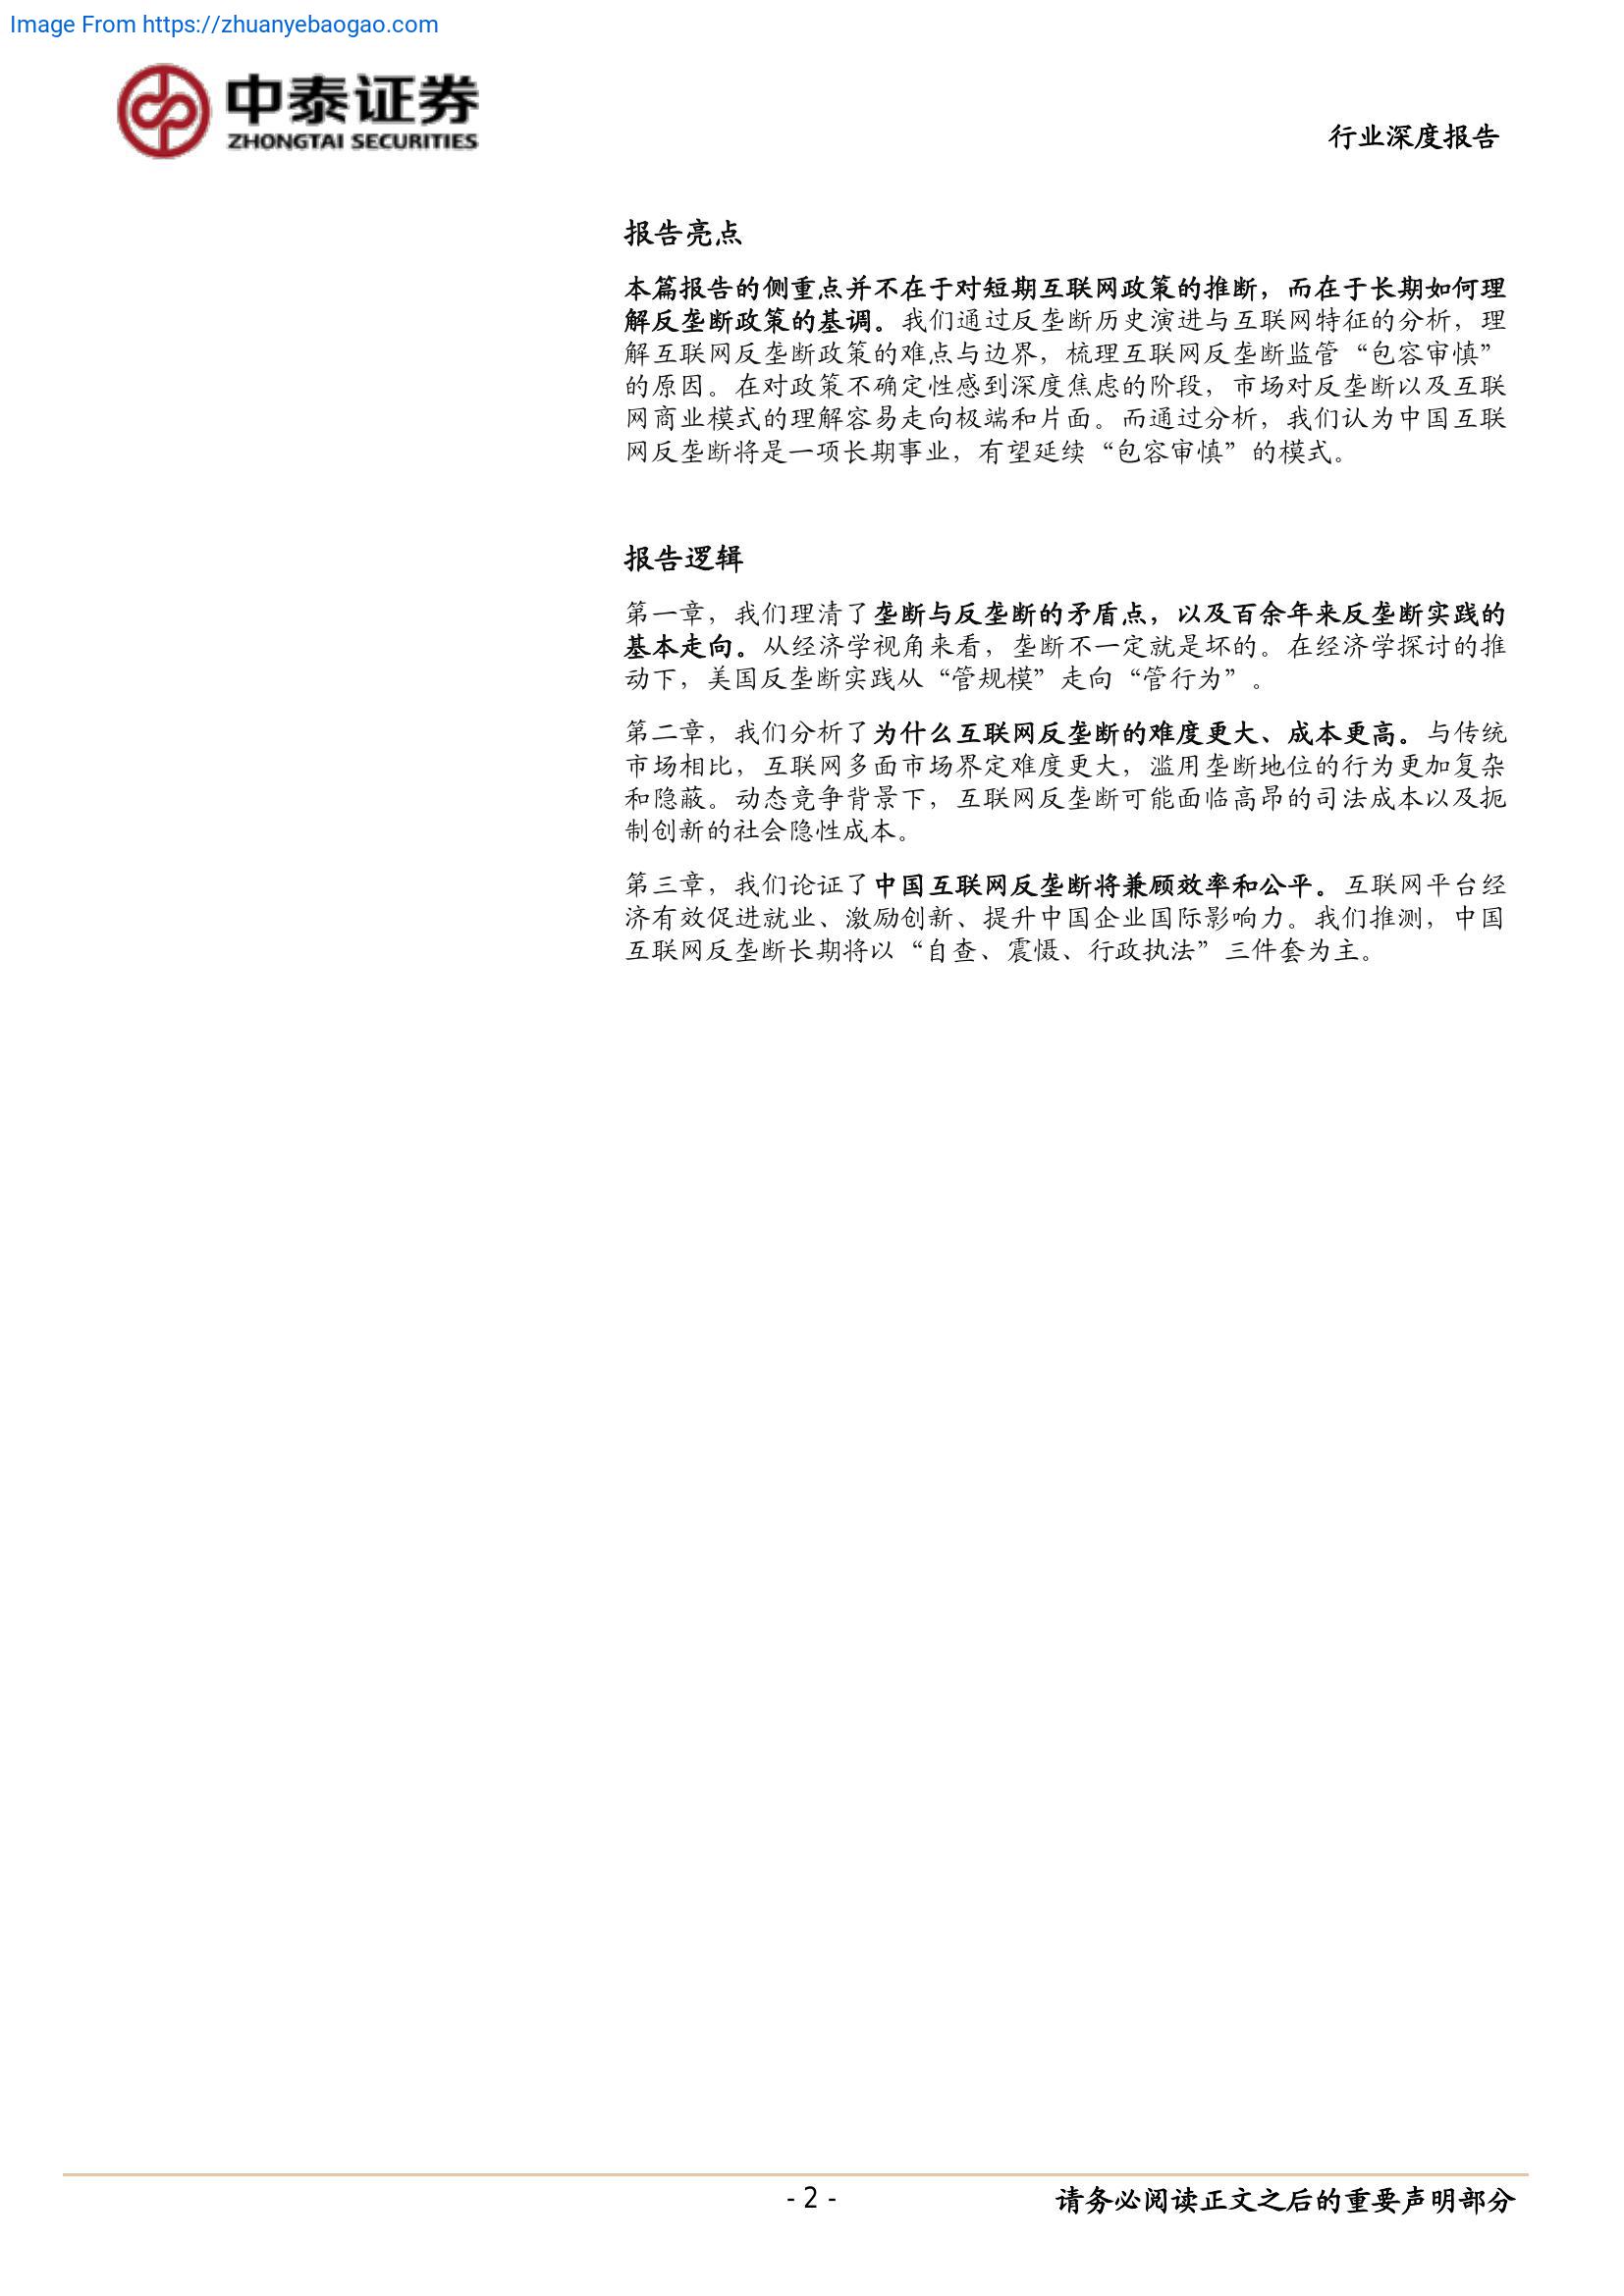 Image From https://zhuanyebaogao.com
中泰证券
ZHONGTAI SECURITIES
行业深度报告
报告亮点
本篇报告的侧重点并不在于对短期互联网政策的推断，而在于长期如何理
解反垄断政策的基调。我们通过反垄断历史演进与互联网特征的分析，理
解互联网反垄断政策的难点与边界，梳理互联网反垄断监管“包容审慎”
的原因。在对政策不确定性感到深度焦虑的阶段，市场对反垄断以及互联
网商业模式的理解容易走向极端和片面。而通过分析，我们认为中国互联
网反垄断将是一项长期事业，有望延续“包容审慎”的模式。
报告逻辑
第一章，我们理清了垄断与反垄断的矛盾点，以及百余年来反垄断实践的
基本走向。从经济学视角来看，垄断不一定就是坏的。在经济学探讨的推
动下，美国反垄断实践从“管规模”走向“管行为”。
第二章，我们分析了为什么互联网反垄断的难度更大、成本更高。与传统
市场相比，互联网多面市场界定难度更大，滥用垄断地位的行为更加复杂
和隐蔽。动态竞争背景下，互联网反垄断可能面临高昂的司法成本以及扼
制创新的社会隐性成本。
第三章，我们论证了中国互联网反垄断将兼顾效率和公平。互联网平台经
济有效促进就业、激励创新、提升中国企业国际影响力。我们推测，中国
互联网反垄断长期将以“自查、震慑、行政执法”三件套为主。
- 2 -
请务必阅读正文之后的重要声明部分